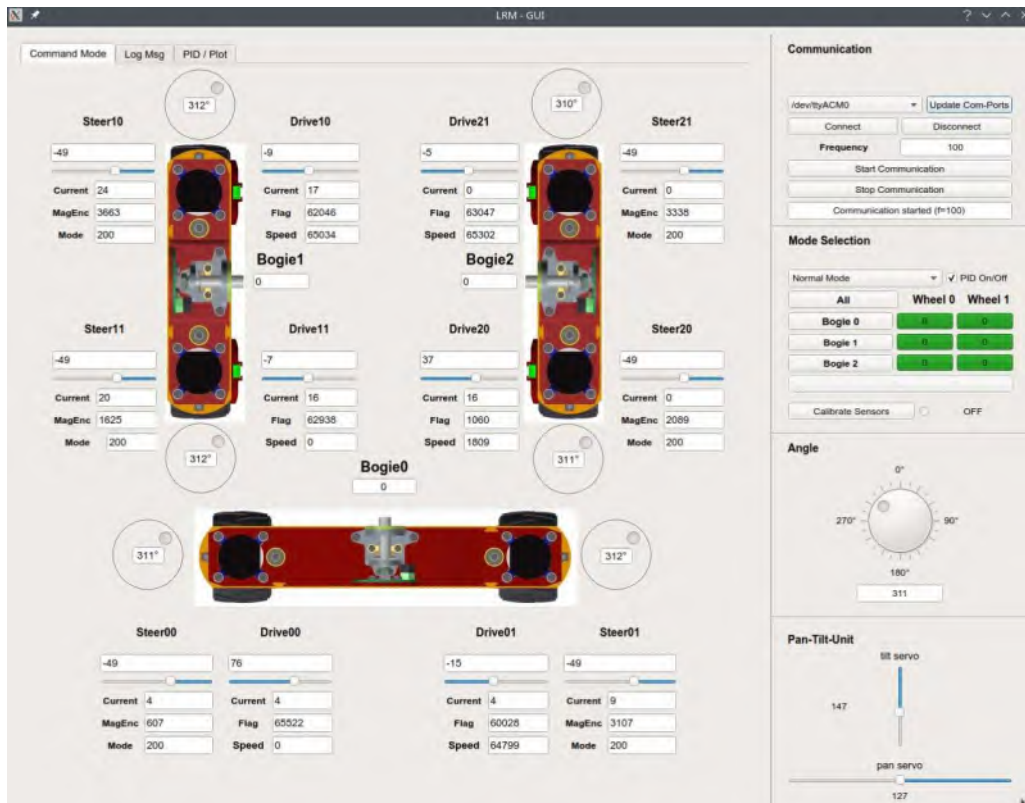 LRM - GUI
Command Mode Log Msg PID / Plot
312° 310°
Steer10 Drive10 Drive21 Steer21
-49 -9 -5 -49
Current 24 Current 17 Current 0 Current 0
MagEnc 3663 Flag 62046 Flag 63047 MagEnc 3338
Mode 200 Speed 65034 Speed 65302 Mode 200
Bogie1 Bogie2
0 0
Steer11 Drive11 Drive20 Steer20
-49 -7 37 -49
Current 20 Current 16 Current 16 Current 0
MagEnc 1625 Flag 62938 Flag 1060 MagEnc 2089
Mode 200 Speed 0 Speed 1809 Mode 200
312° 311°
Bogie0
0
311° 312°
Steer00 Drive00 Drive01 Steer01
-49 76 -15 -49
Current 4 Current 4 Current 4 Current 9
MagEnc 607 Flag 65522 Flag 60028 MagEnc 3107
Mode 200 Speed 0 Speed 64799 Mode 200
Communication
/dev/ttyACM0 Update Com-Ports
Connect Disconnect
Frequency 100
Start Communication
Stop Communication
Communication started (f=100)
Mode Selection
Normal Mode PID On/Off
All Wheel 0 Wheel 1
Bogie 0 0 0
Bogie 1 0 0
Bogie 2 0 0
Calibrate Sensors OFF
Angle
0°
270° 90°
180°
311
Pan-Tilt-Unit
tilt servo
147
pan servo
127